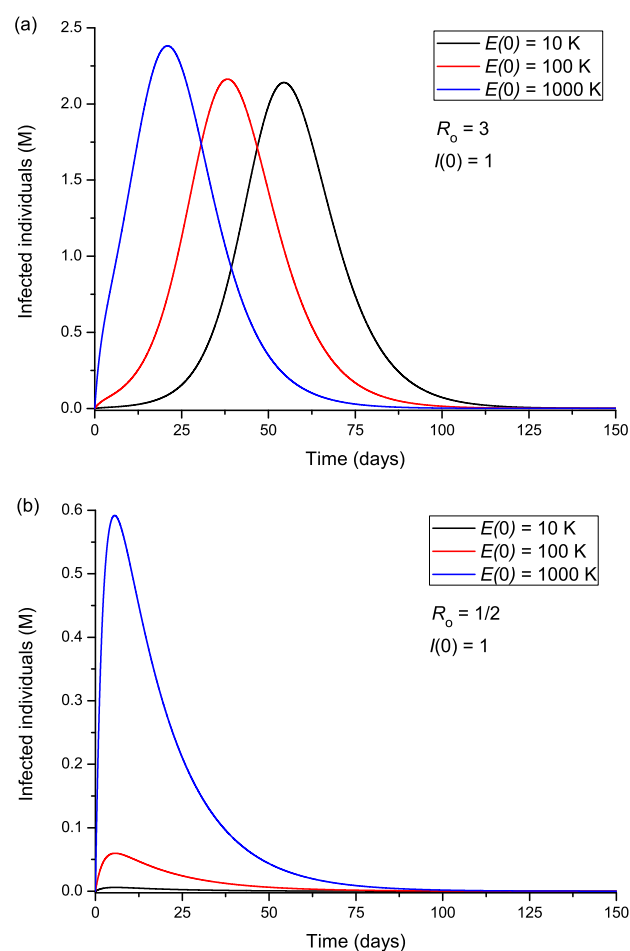 (a)
2.5
2.0
1.5
1.0
0.5
0.0
Infected individuals (M)
E(0) = 10 K
E(0) = 100 K
E(0) = 1000 K
Ro = 3
I(0) = 1
0 25 50 75 100 125 150
Time (days)
(b)
0.6
0.5
0.4
0.3
0.2
0.1
0.0
Infected individuals (M)
E(0) = 10 K
E(0) = 100 K
E(0) = 1000 K
Ro = 1/2
I(0) = 1
0 25 50 75 100 125 150
Time (days)